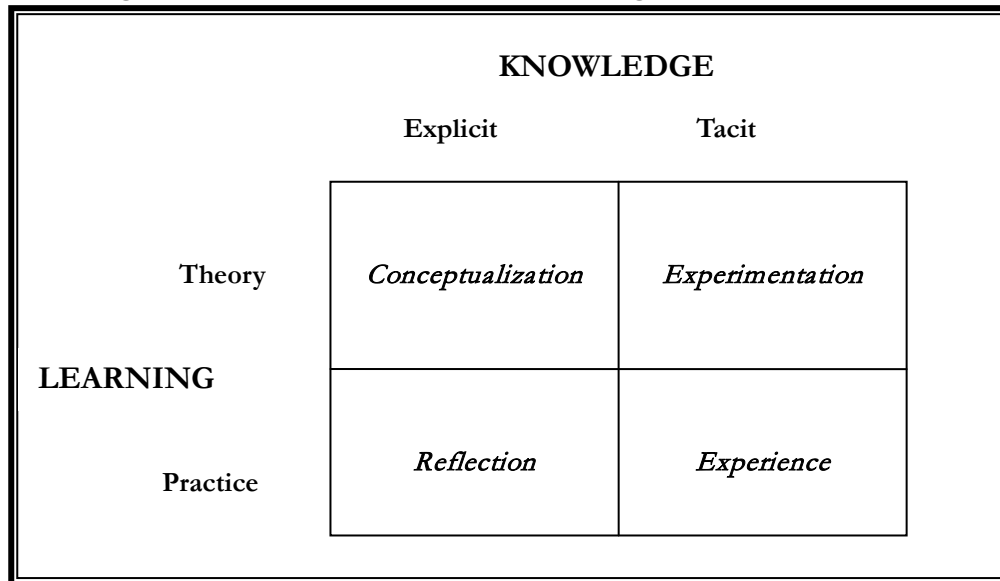 KNOWLEDGE
Explicit Tacit
Theory Conceptualization Experimentation
LEARNING
Reflection Experience
Practice